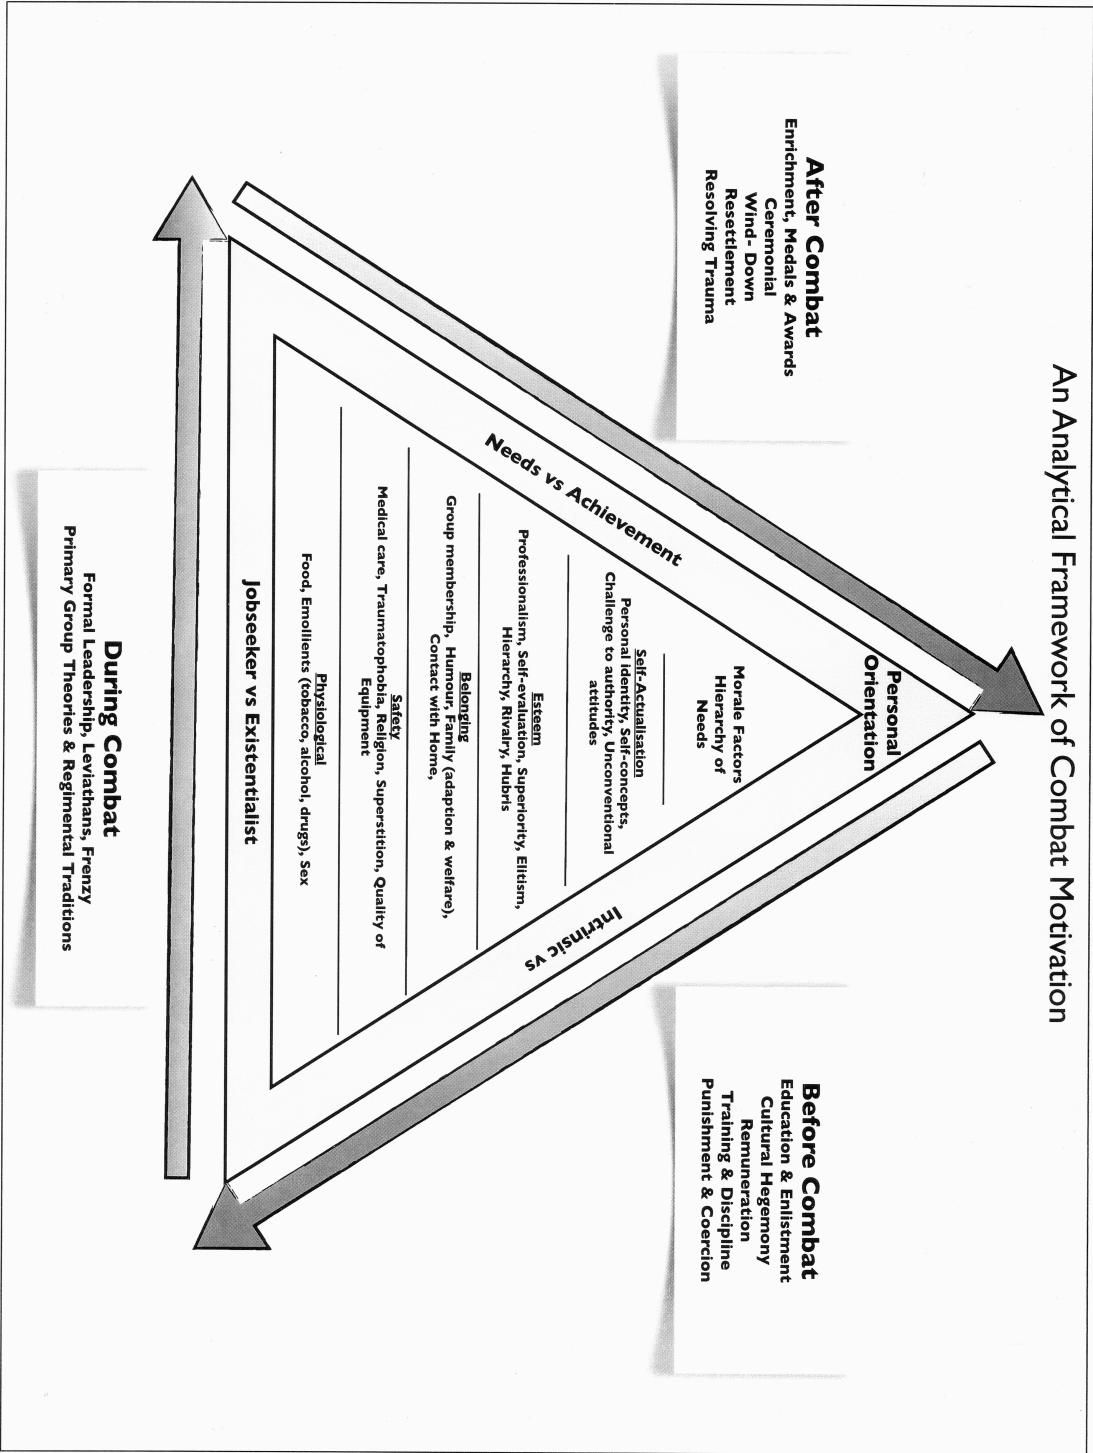 An Analytical Framework of Combat Motivation
After Combat
Enrichment, Medals & Awards
Ceremonial
Wind- Down
Resettlement
Resolving Trauma
Before Combat
Education & Enlistment
Cultural Hegemony
Remuneration
Training & Discipline
Punishment & Coercion
Personal
Orientation
Needs vs Achievement
Intrinsic vs
Morale Factors
Hierarchy of
Needs
Self-Actualisation
Personal identity, Self-concepts,
Challenge to authority, Unconventional
attitudes
Esteem
Professionalism, Self-evaluation, Superiority, Elitism,
Hierarchy, Rivalry, Hubris
Belonging
Group membership, Humour, Family (adaption & welfare),
Contact with Home,
Safety
Medical care, Traumatophobia, Religion, Superstition, Quality of
Equipment
Physiological
Food, Emollients (tobacco, alcohol, drugs), Sex
Jobseeker vs Existentialist
During Combat
Formal Leadership, Leviathans, Frenzy
Primary Group Theories & Regimental Traditions